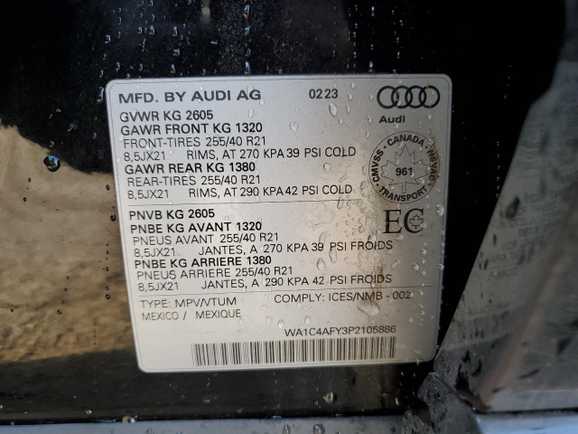 MFD. BY AUDI AG 02 23
Audi
GVWR KG 2605
GAWR FRONT KG 1320
FRONT-TIRES 255/40 R21
8,5JX21 RIMS, AT 270 KPA 39 PSI COLD
GAWR REAR KG 1380
REAR-TIRES 255/40 R21
8,5JX21 RIMS, AT 290 KPA 42 PSI COLD
CMVSS - CANADA - NSVAC
961
TRANSPORT
PNVB KG 2605
PNBE KG AVANT 1320
PNEUS AVANT 255/40 R21
8,5JX21 JANTES, A 270 KPA 39 PSI FROIDS
PNBE KG ARRIERE 1380
PNEUS ARRIERE 255/40 R21
8,5JX21 JANTES, A 290 KPA 42 PSI FROIDS
EC
TYPE: MPV/VTUM COMPLY: ICES/NMB - 002
MEXICO / MEXIQUE
WA1C4AFY3P2105886